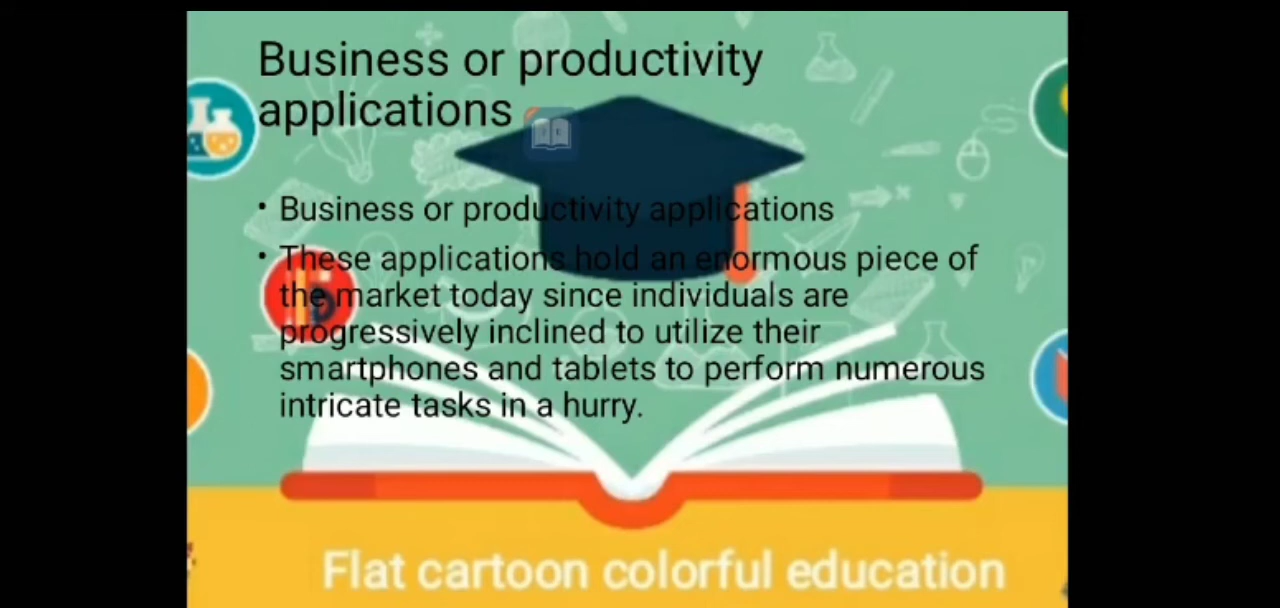 Business or productivity
applications
• Business or productivity applications
• These applications hold an enormous piece of
the market today since individuals are
progressively inclined to utilize their
smartphones and tablets to perform numerous
intricate tasks in a hurry.
Flat cartoon colorful education